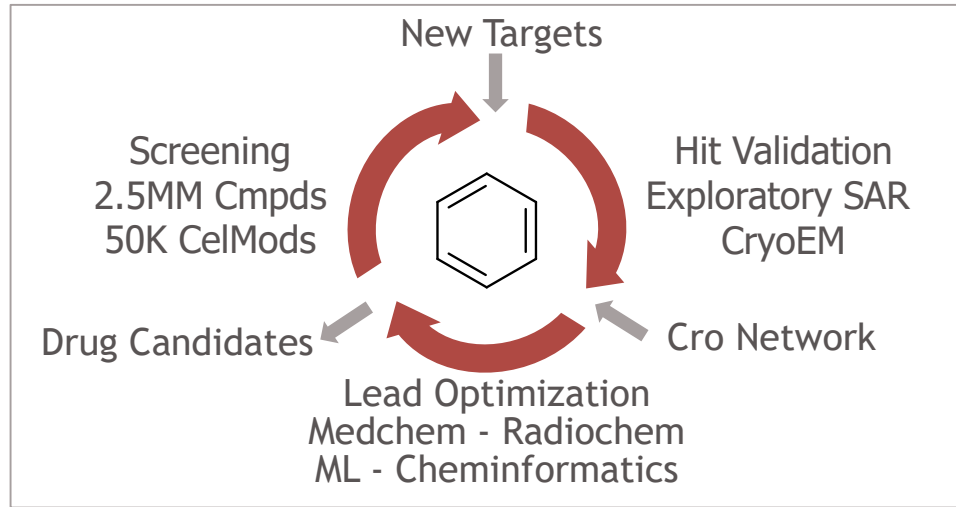 New Targets
Screening
2.5MM Cmpds
50K CelMods
Hit Validation
Exploratory SAR
CryoEM
Drug Candidates
Cro Network
Lead Optimization
Medchem - Radiochem
ML - Cheminformatics